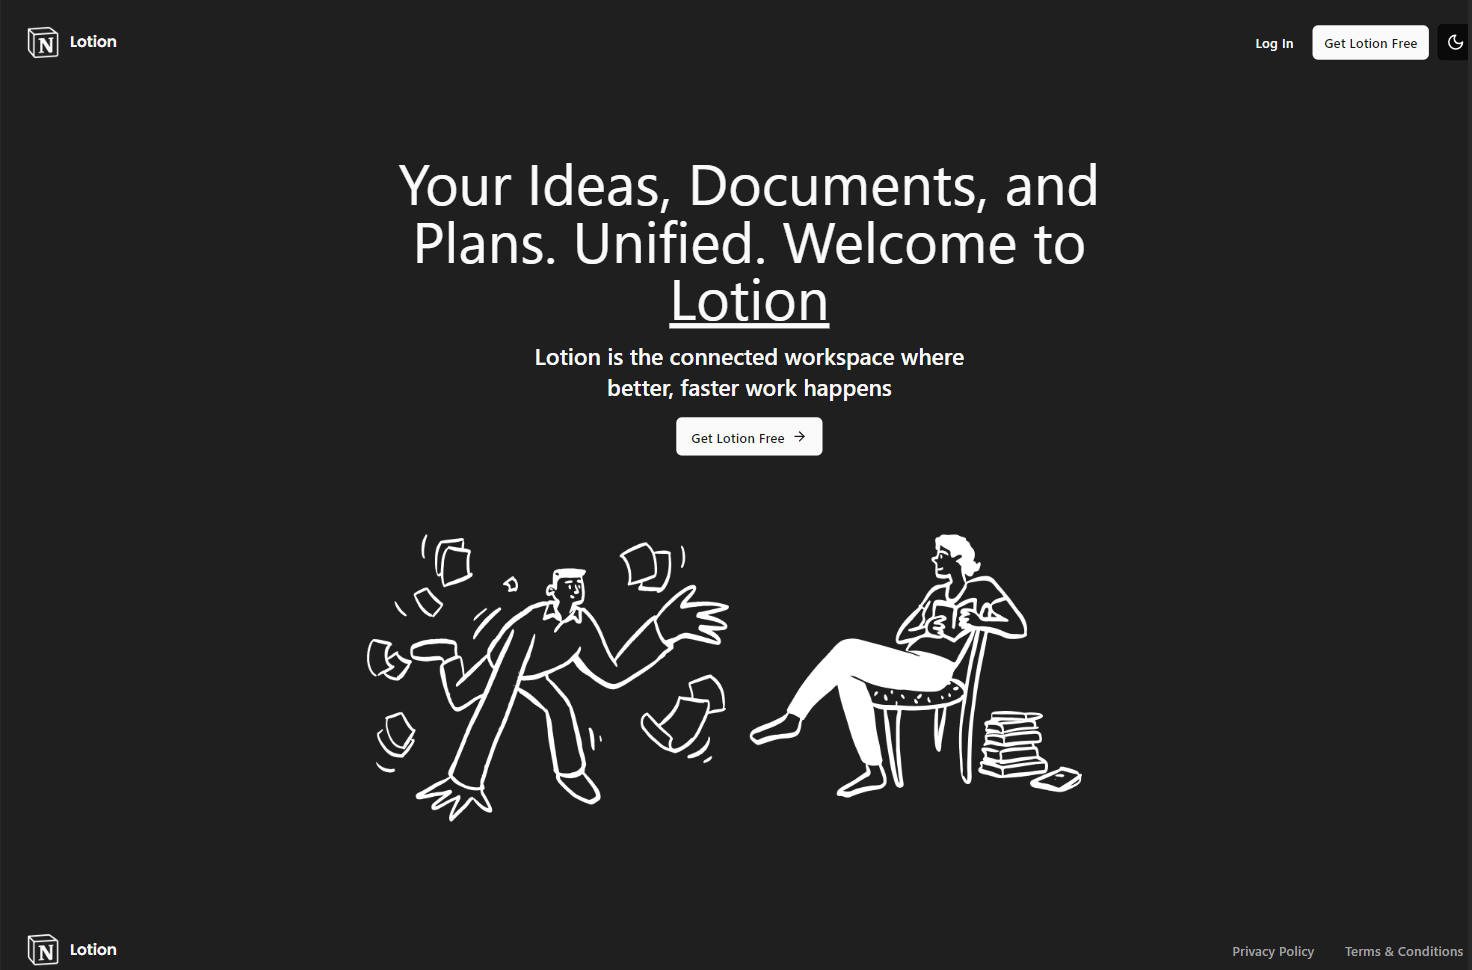 N Lotion
Log In
Get Lotion Free
Your Ideas, Documents, and
Plans. Unified. Welcome to
Lotion
Lotion is the connected workspace where
better, faster work happens
Get Lotion Free
N Lotion
Privacy Policy
Terms & Conditions